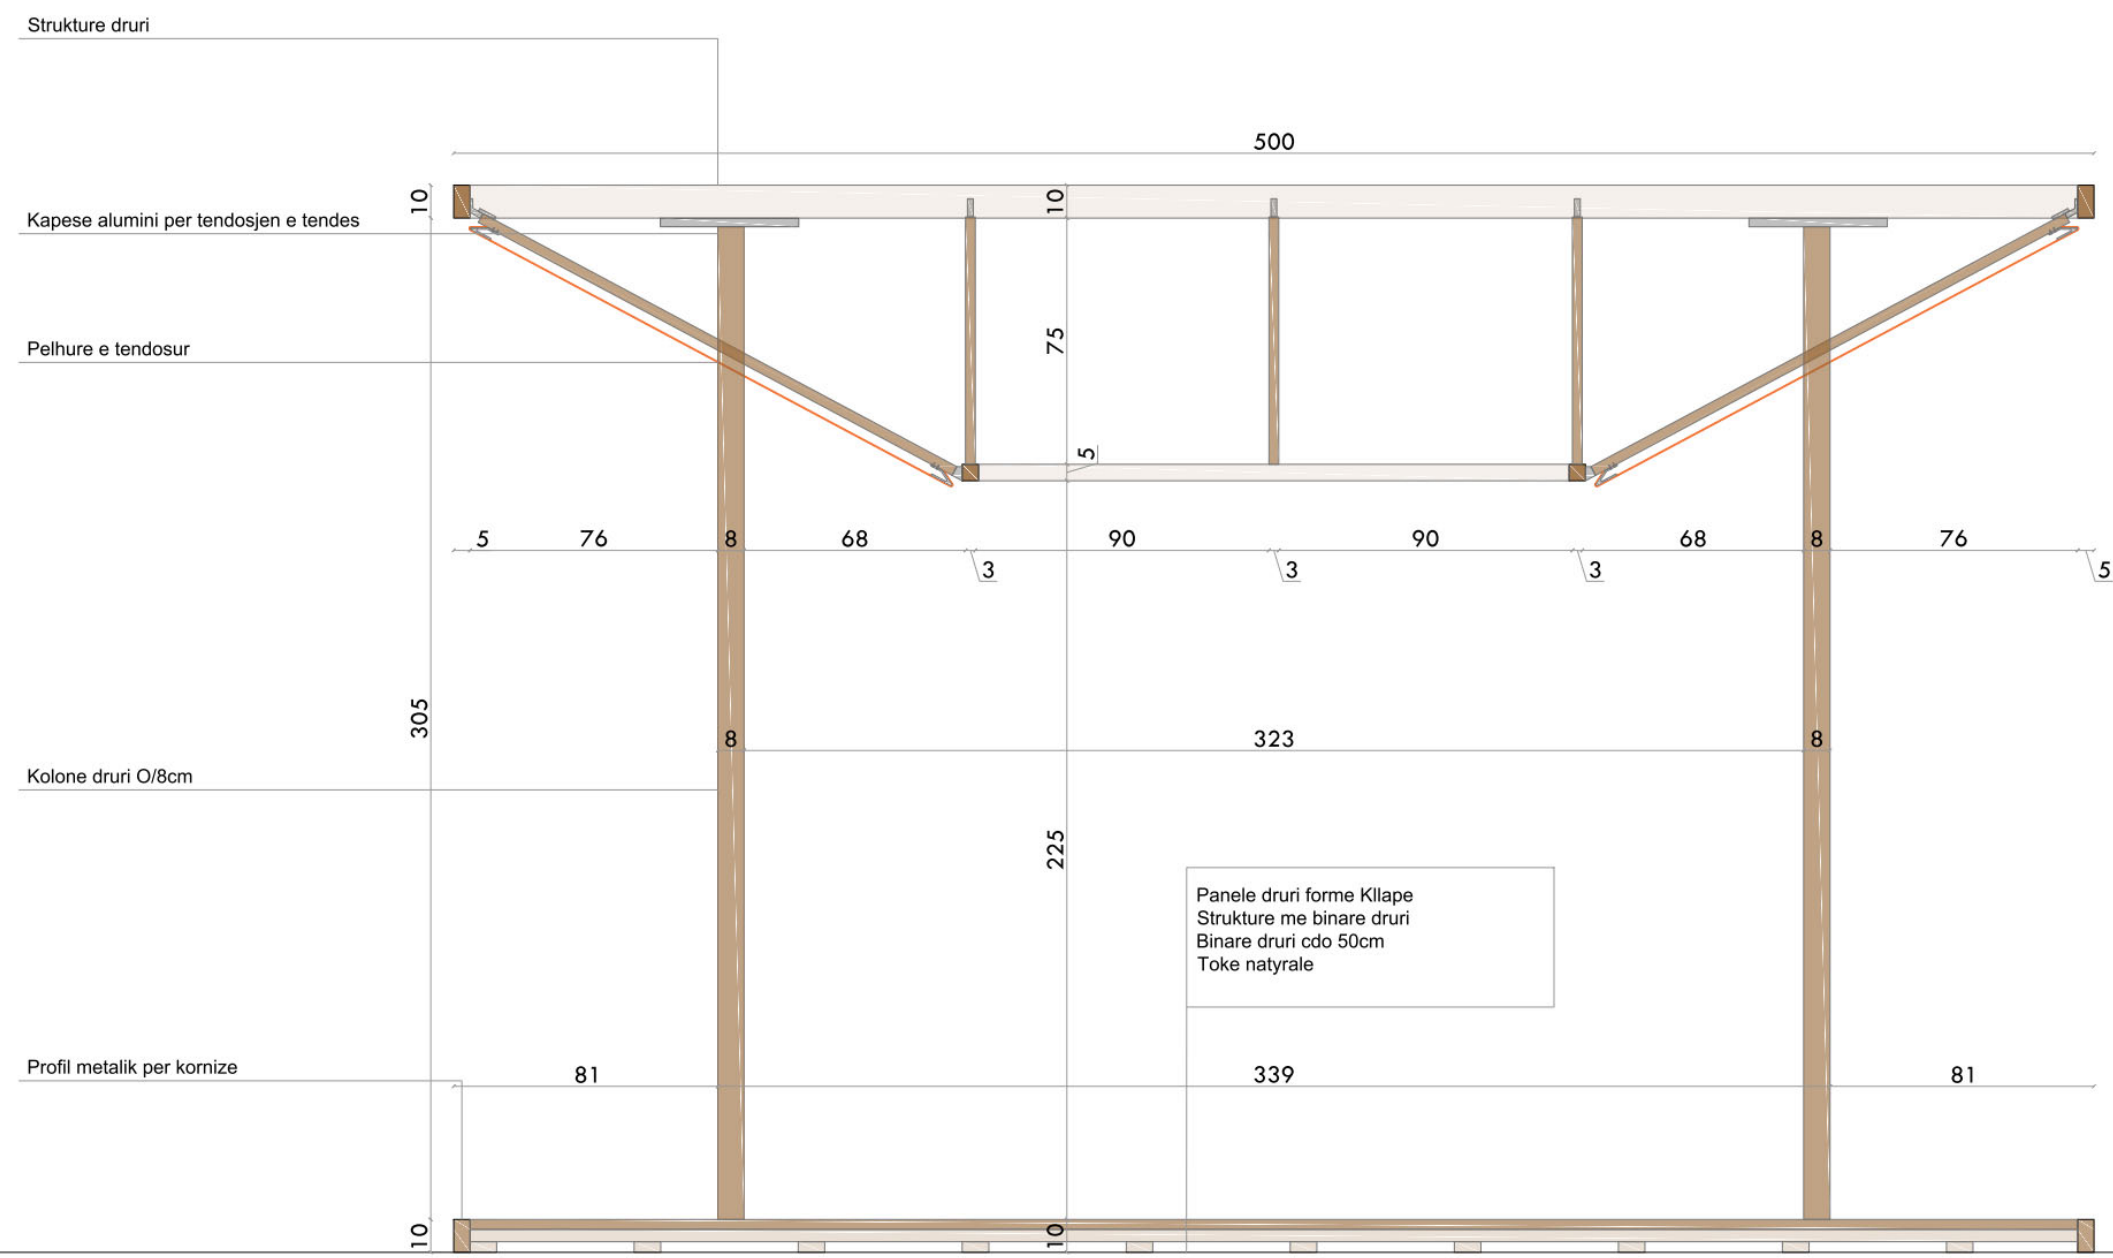 Strukture druri
500
10
10
Kapese alumini per tendosjen e tendes
75
Pelhure e tendosur
5
5 76 8 68 90 90 68 8 76
3 3 3 5
305
8 323 8
Kolone druri O/8cm
225
Panele druri forme Kllape
Strukture me binare druri
Binare druri cdo 50cm
Toke natyrale
Profil metalik per kornize
81 339 81
10
10